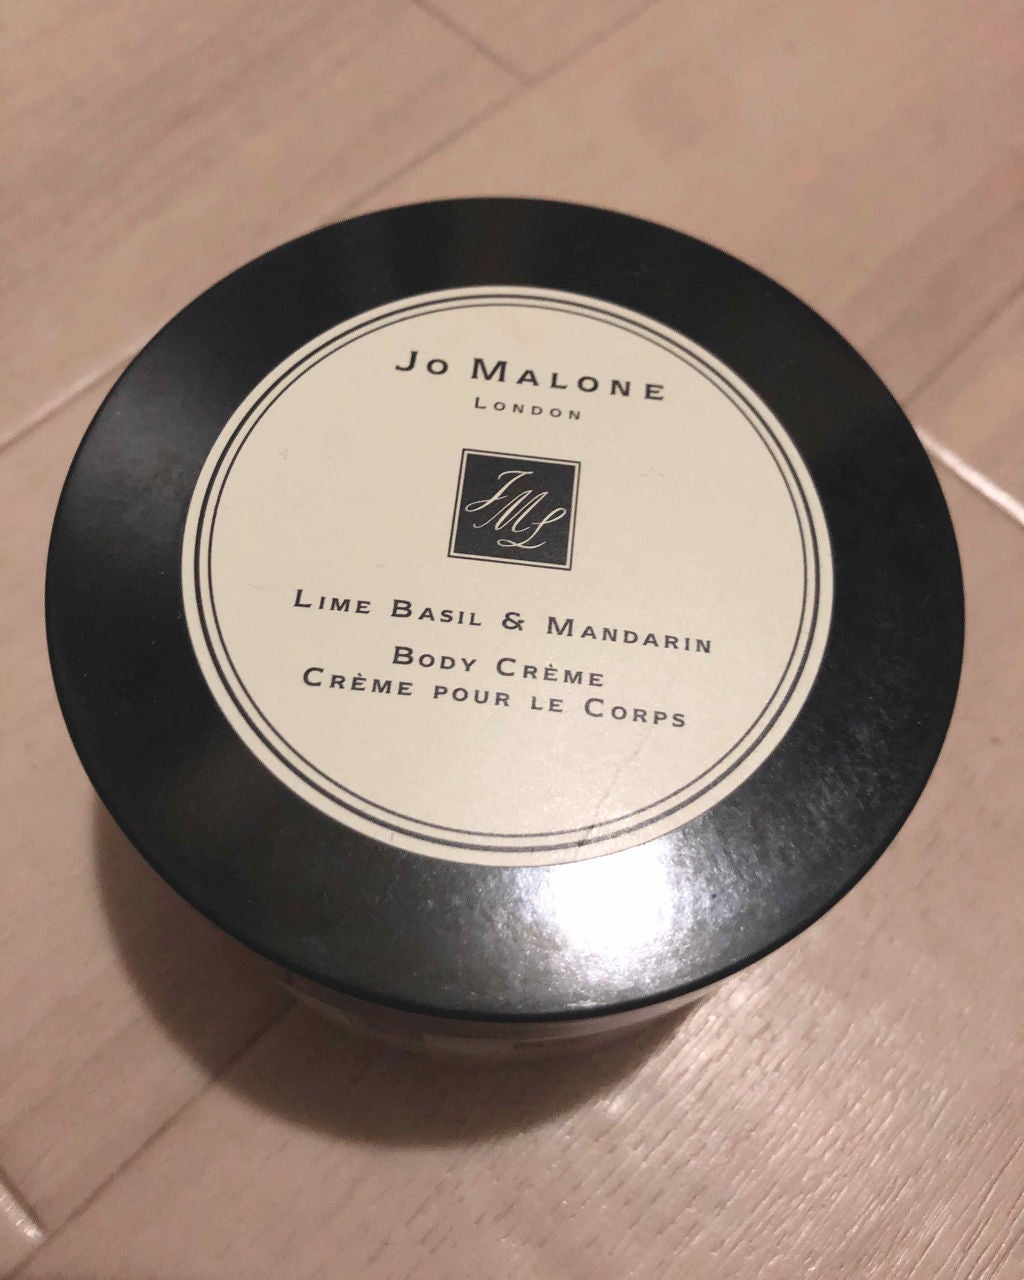 Jo Malone
London
JML
Lime Basil & Mandarin
Body Crème
Crème pour le Corps